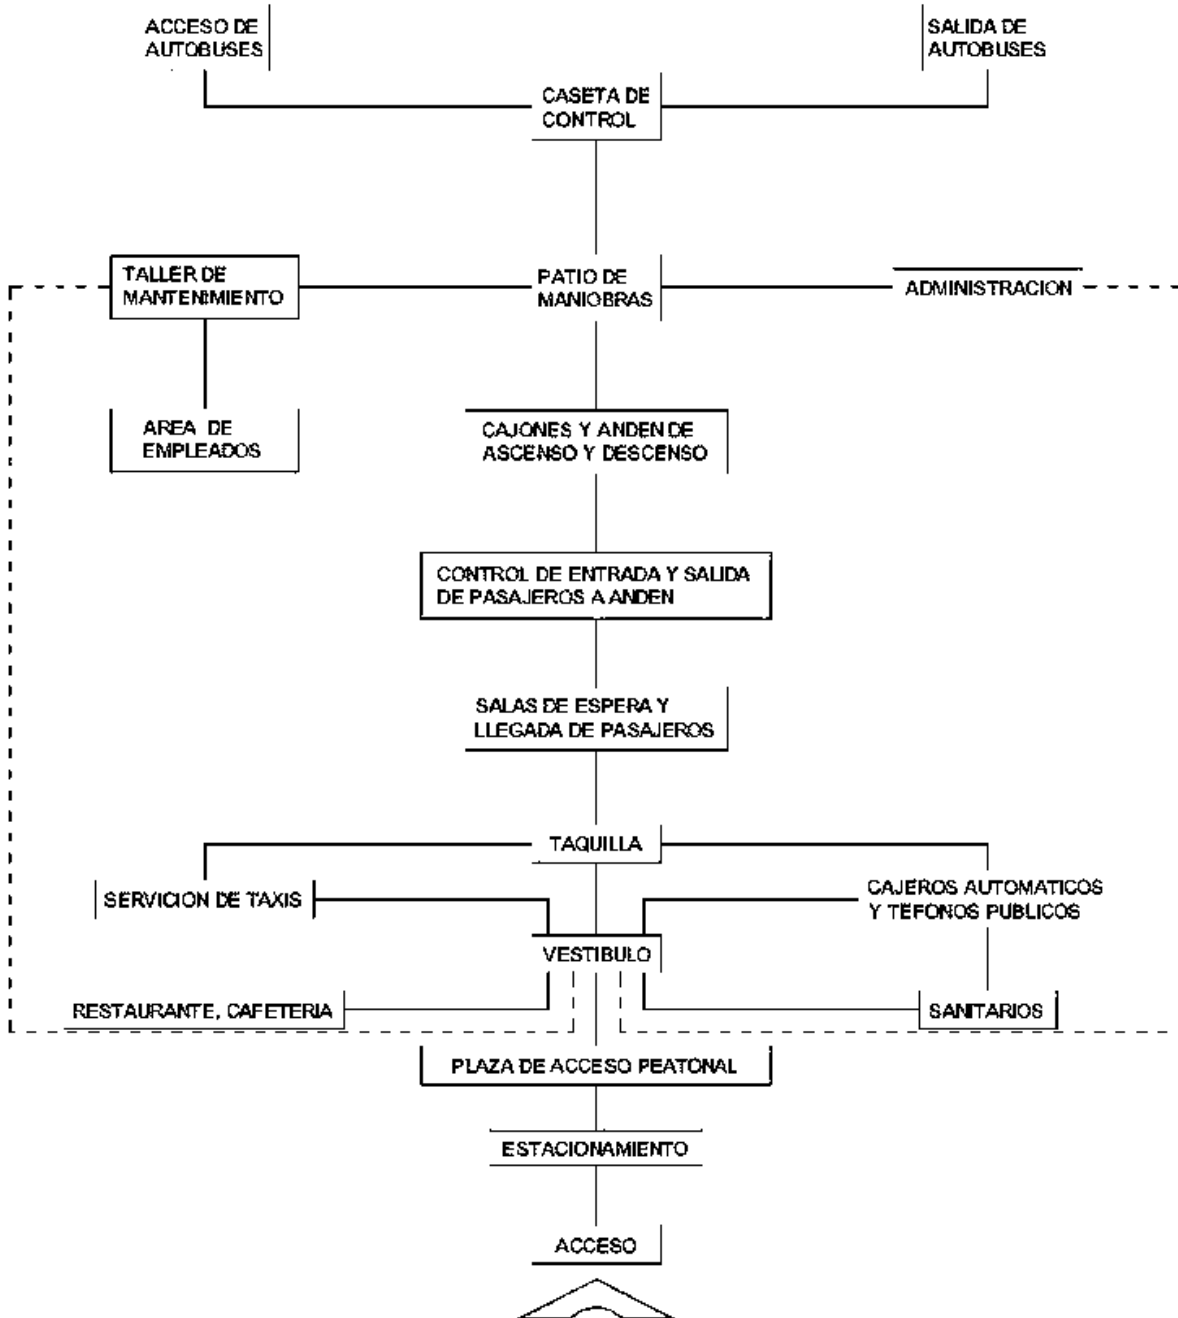 ACCESO DE
AUTOBUSES
SALIDA DE
AUTOBUSES
CASETA DE
CONTROL
TALLER DE
MANTENIMIENTO
PATIO DE
MANIOBRAS
ADMINISTRACION
AREA DE
EMPLEADOS
CAJONES Y ANDEN DE
ASCENSO Y DESCENSO
CONTROL DE ENTRADA Y SALIDA
DE PASAJEROS A ANDEN
SALAS DE ESPERA Y
LLEGADA DE PASAJEROS
TAQUILLA
SERVICION DE TAXIS
CAJEROS AUTOMATICOS
Y TEFONOS PUBLICOS
VESTIBULO
RESTAURANTE, CAFETERIA
SANITARIOS
PLAZA DE ACCESO PEATONAL
ESTACIONAMIENTO
ACCESO